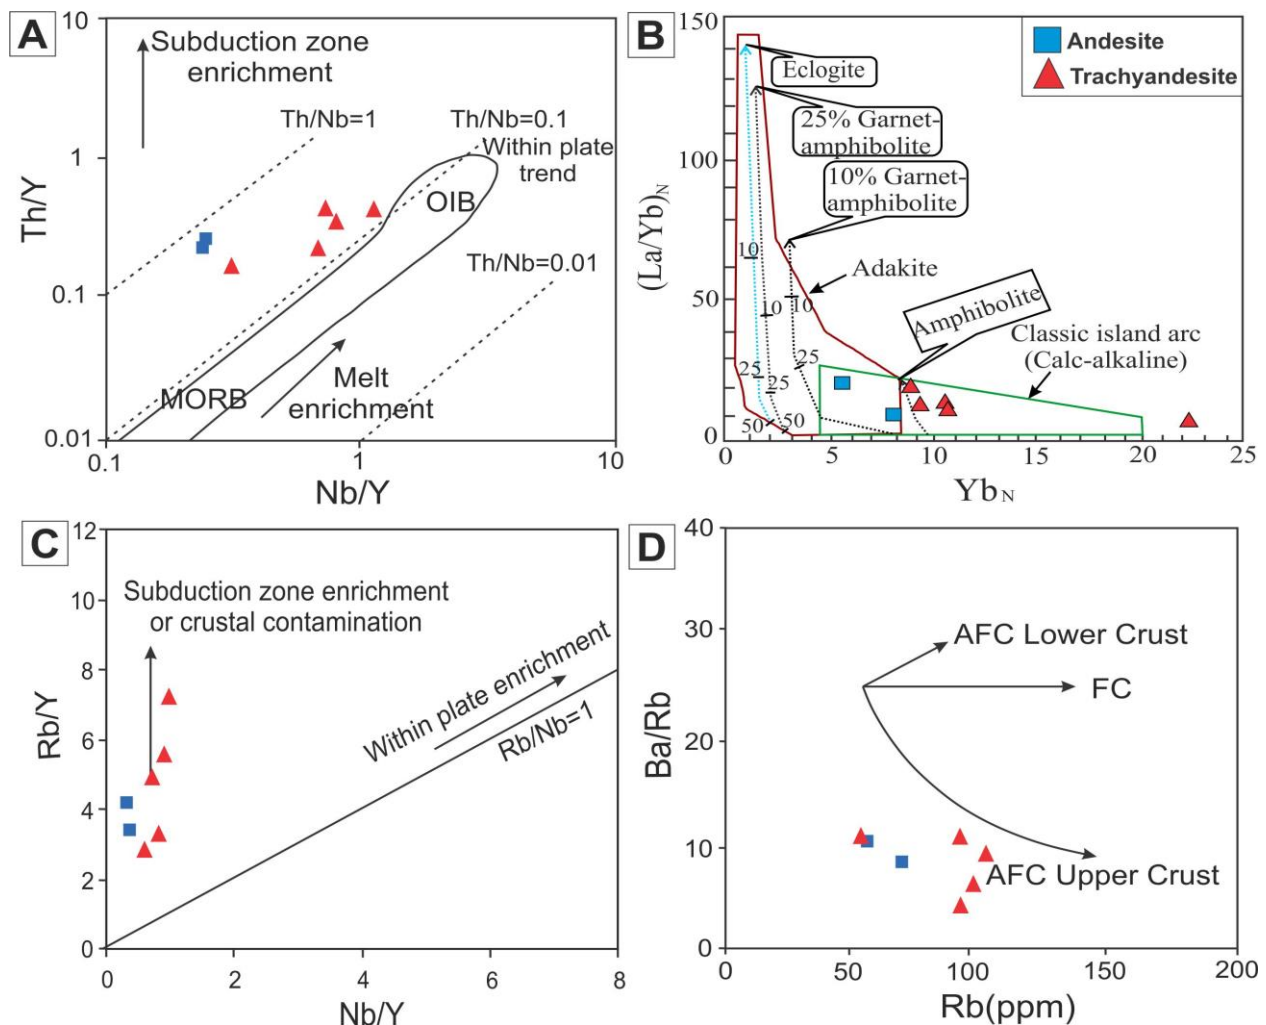 A
10
1
0.1
0.01
0.1
1
10
Th/Y
Nb/Y
Subduction zone
enrichment
Th/Nb=1
Th/Nb=0.1
Within plate
trend
OIB
Th/Nb=0.01
MORB
Melt
enrichment
B
150
100
50
0
0
5
10
15
20
25
(La/Yb)N
YbN
Andesite
Trachyandesite
Eclogite
25% Garnet-
amphibolite
10% Garnet-
amphibolite
Adakite
Amphibolite
Classic island arc
(Calc-alkaline)
10
10
10
25
25
25
50
50
C
12
10
8
6
4
2
0
0
2
4
6
8
Rb/Y
Nb/Y
Subduction zone enrichment
or crustal contamination
Within plate enrichment
Rb/Nb=1
D
40
30
20
10
0
0
50
100
150
200
Ba/Rb
Rb(ppm)
AFC Lower Crust
FC
AFC Upper Crust